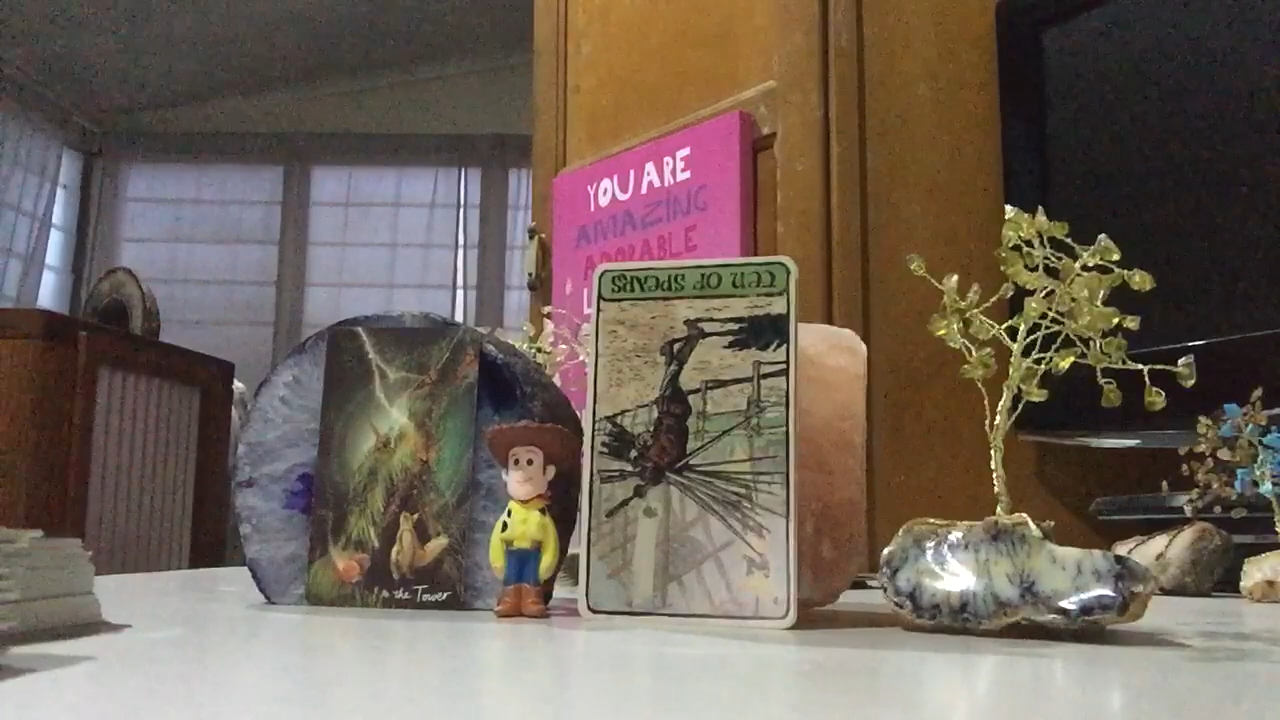 YOU ARE
AMAZING
ADORABLE
L
TEN OF SPEARS
the Tower